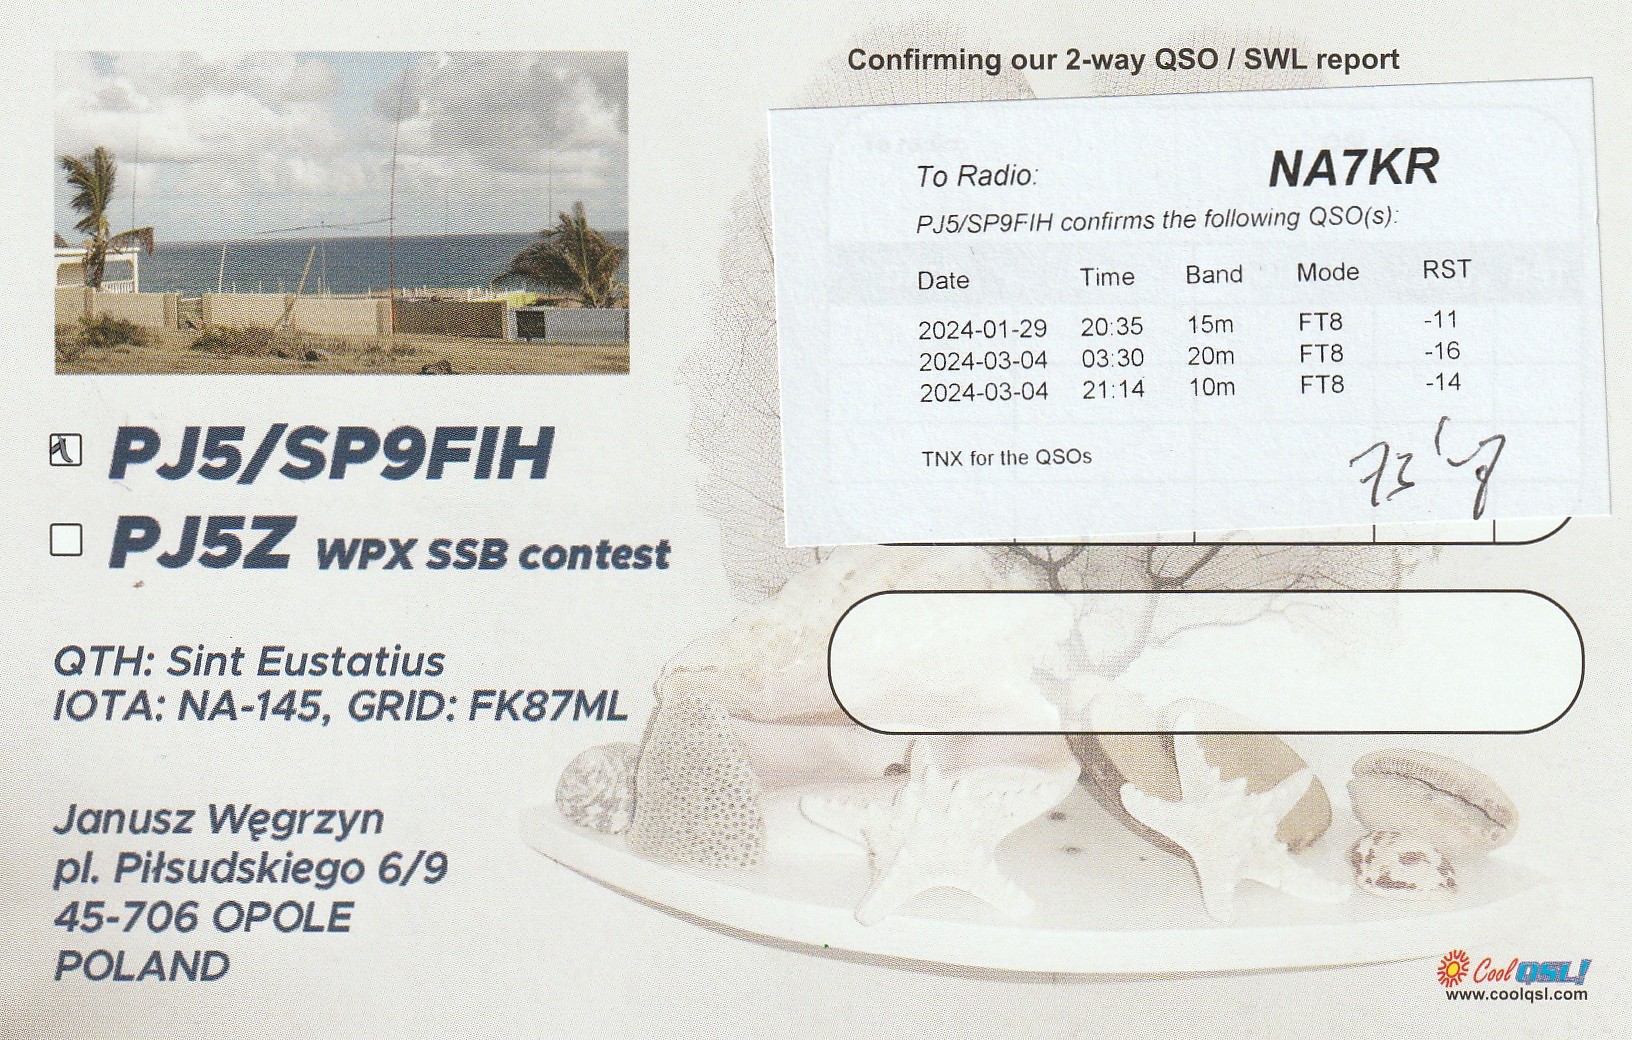 Confirming our 2-way QSO / SWL report
To Radio: NA7KR
PJ5/SP9FIH confirms the following QSO(s):
Date Time Band Mode RST
2024-01-29 20:35 15m FT8 -11
2024-03-04 03:30 20m FT8 -16
2024-03-04 21:14 10m FT8 -14
TNX for the QSOs
73
PJ5/SP9FIH
PJ5Z WPX SSB contest
QTH: Sint Eustatius
IOTA: NA-145, GRID: FK87ML
Janusz Węgrzyn
pl. Piłsudskiego 6/9
45-706 OPOLE
POLAND
Cool QSL!
www.coolqsl.com